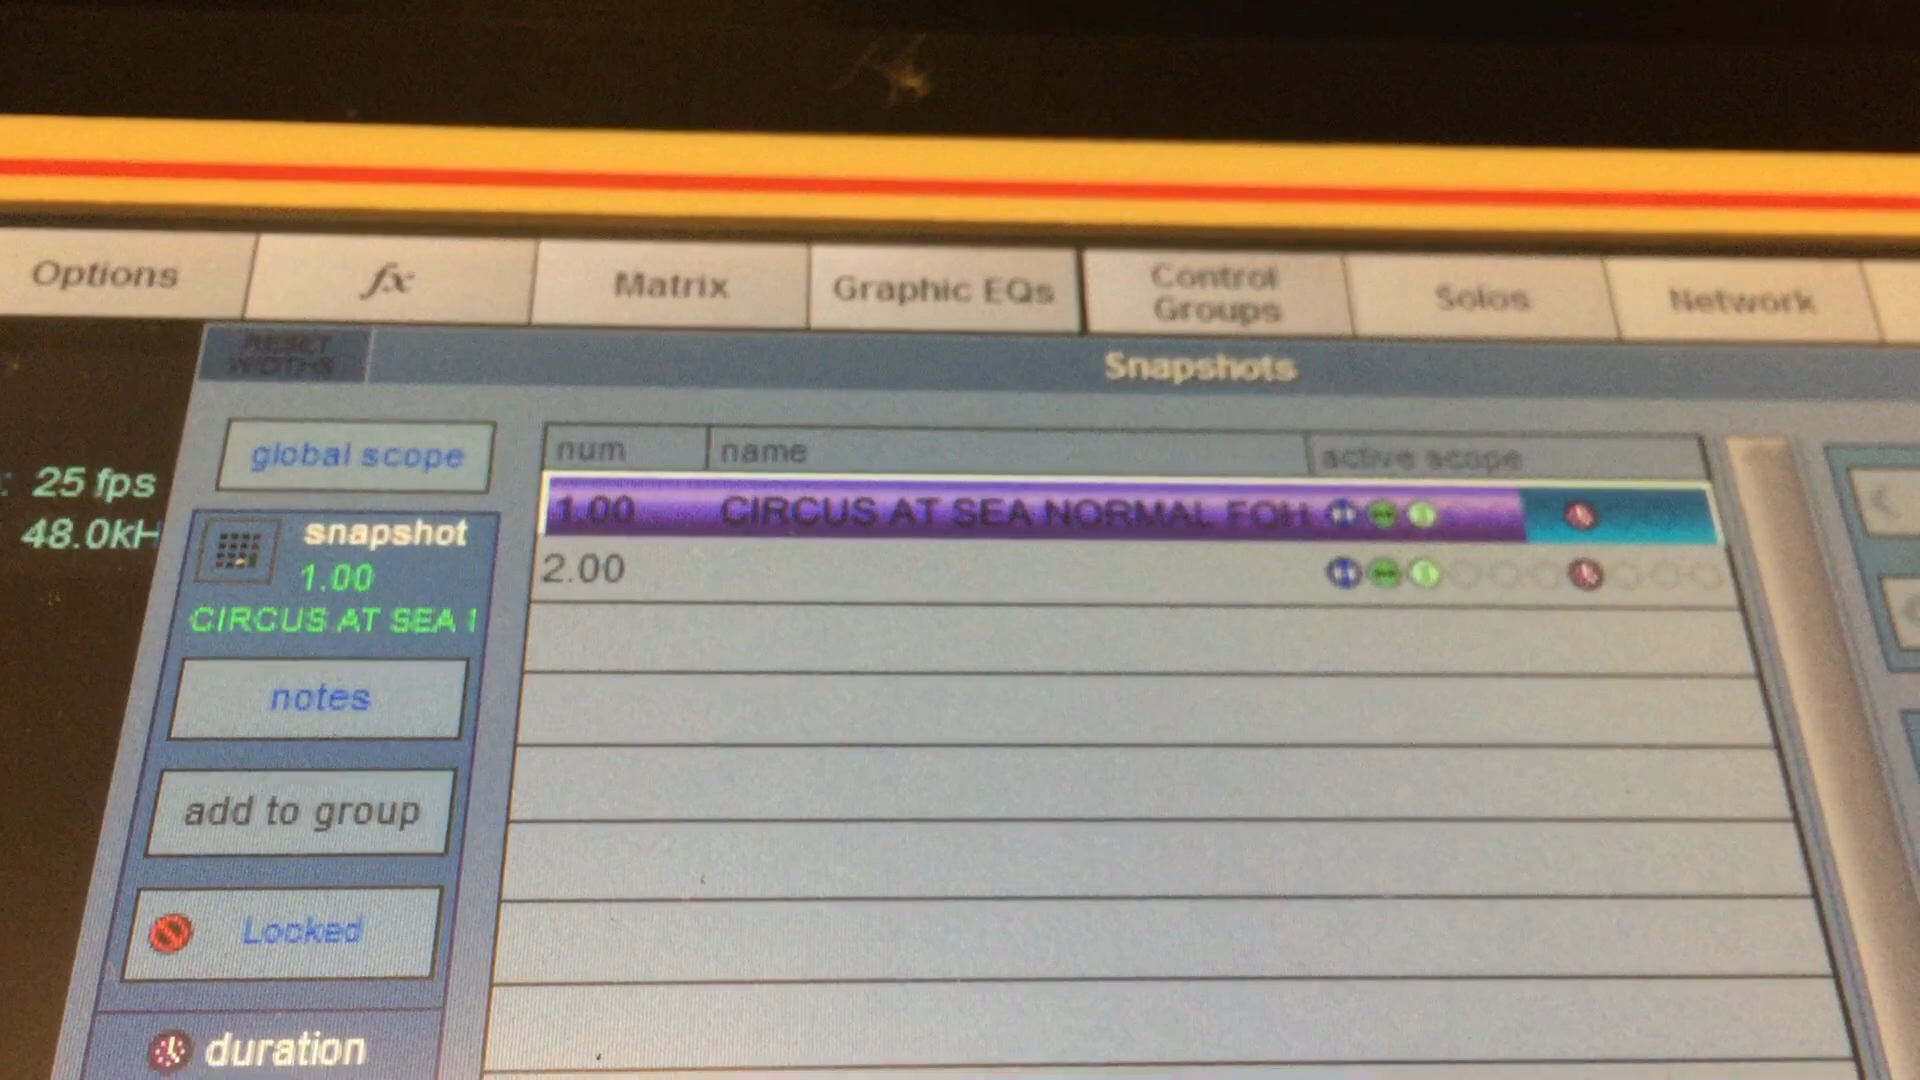 Options
fx
Matrix
Graphic EQs
Control
Groups
Solos
Network
RESET
WIDTHS
Snapshots
global scope
num
name
active scope
25 fps
48.0kH
snapshot
1.00
CIRCUS AT SEA
1.00 CIRCUS AT SEA NORMAL FOH
2.00
notes
add to group
Locked
duration